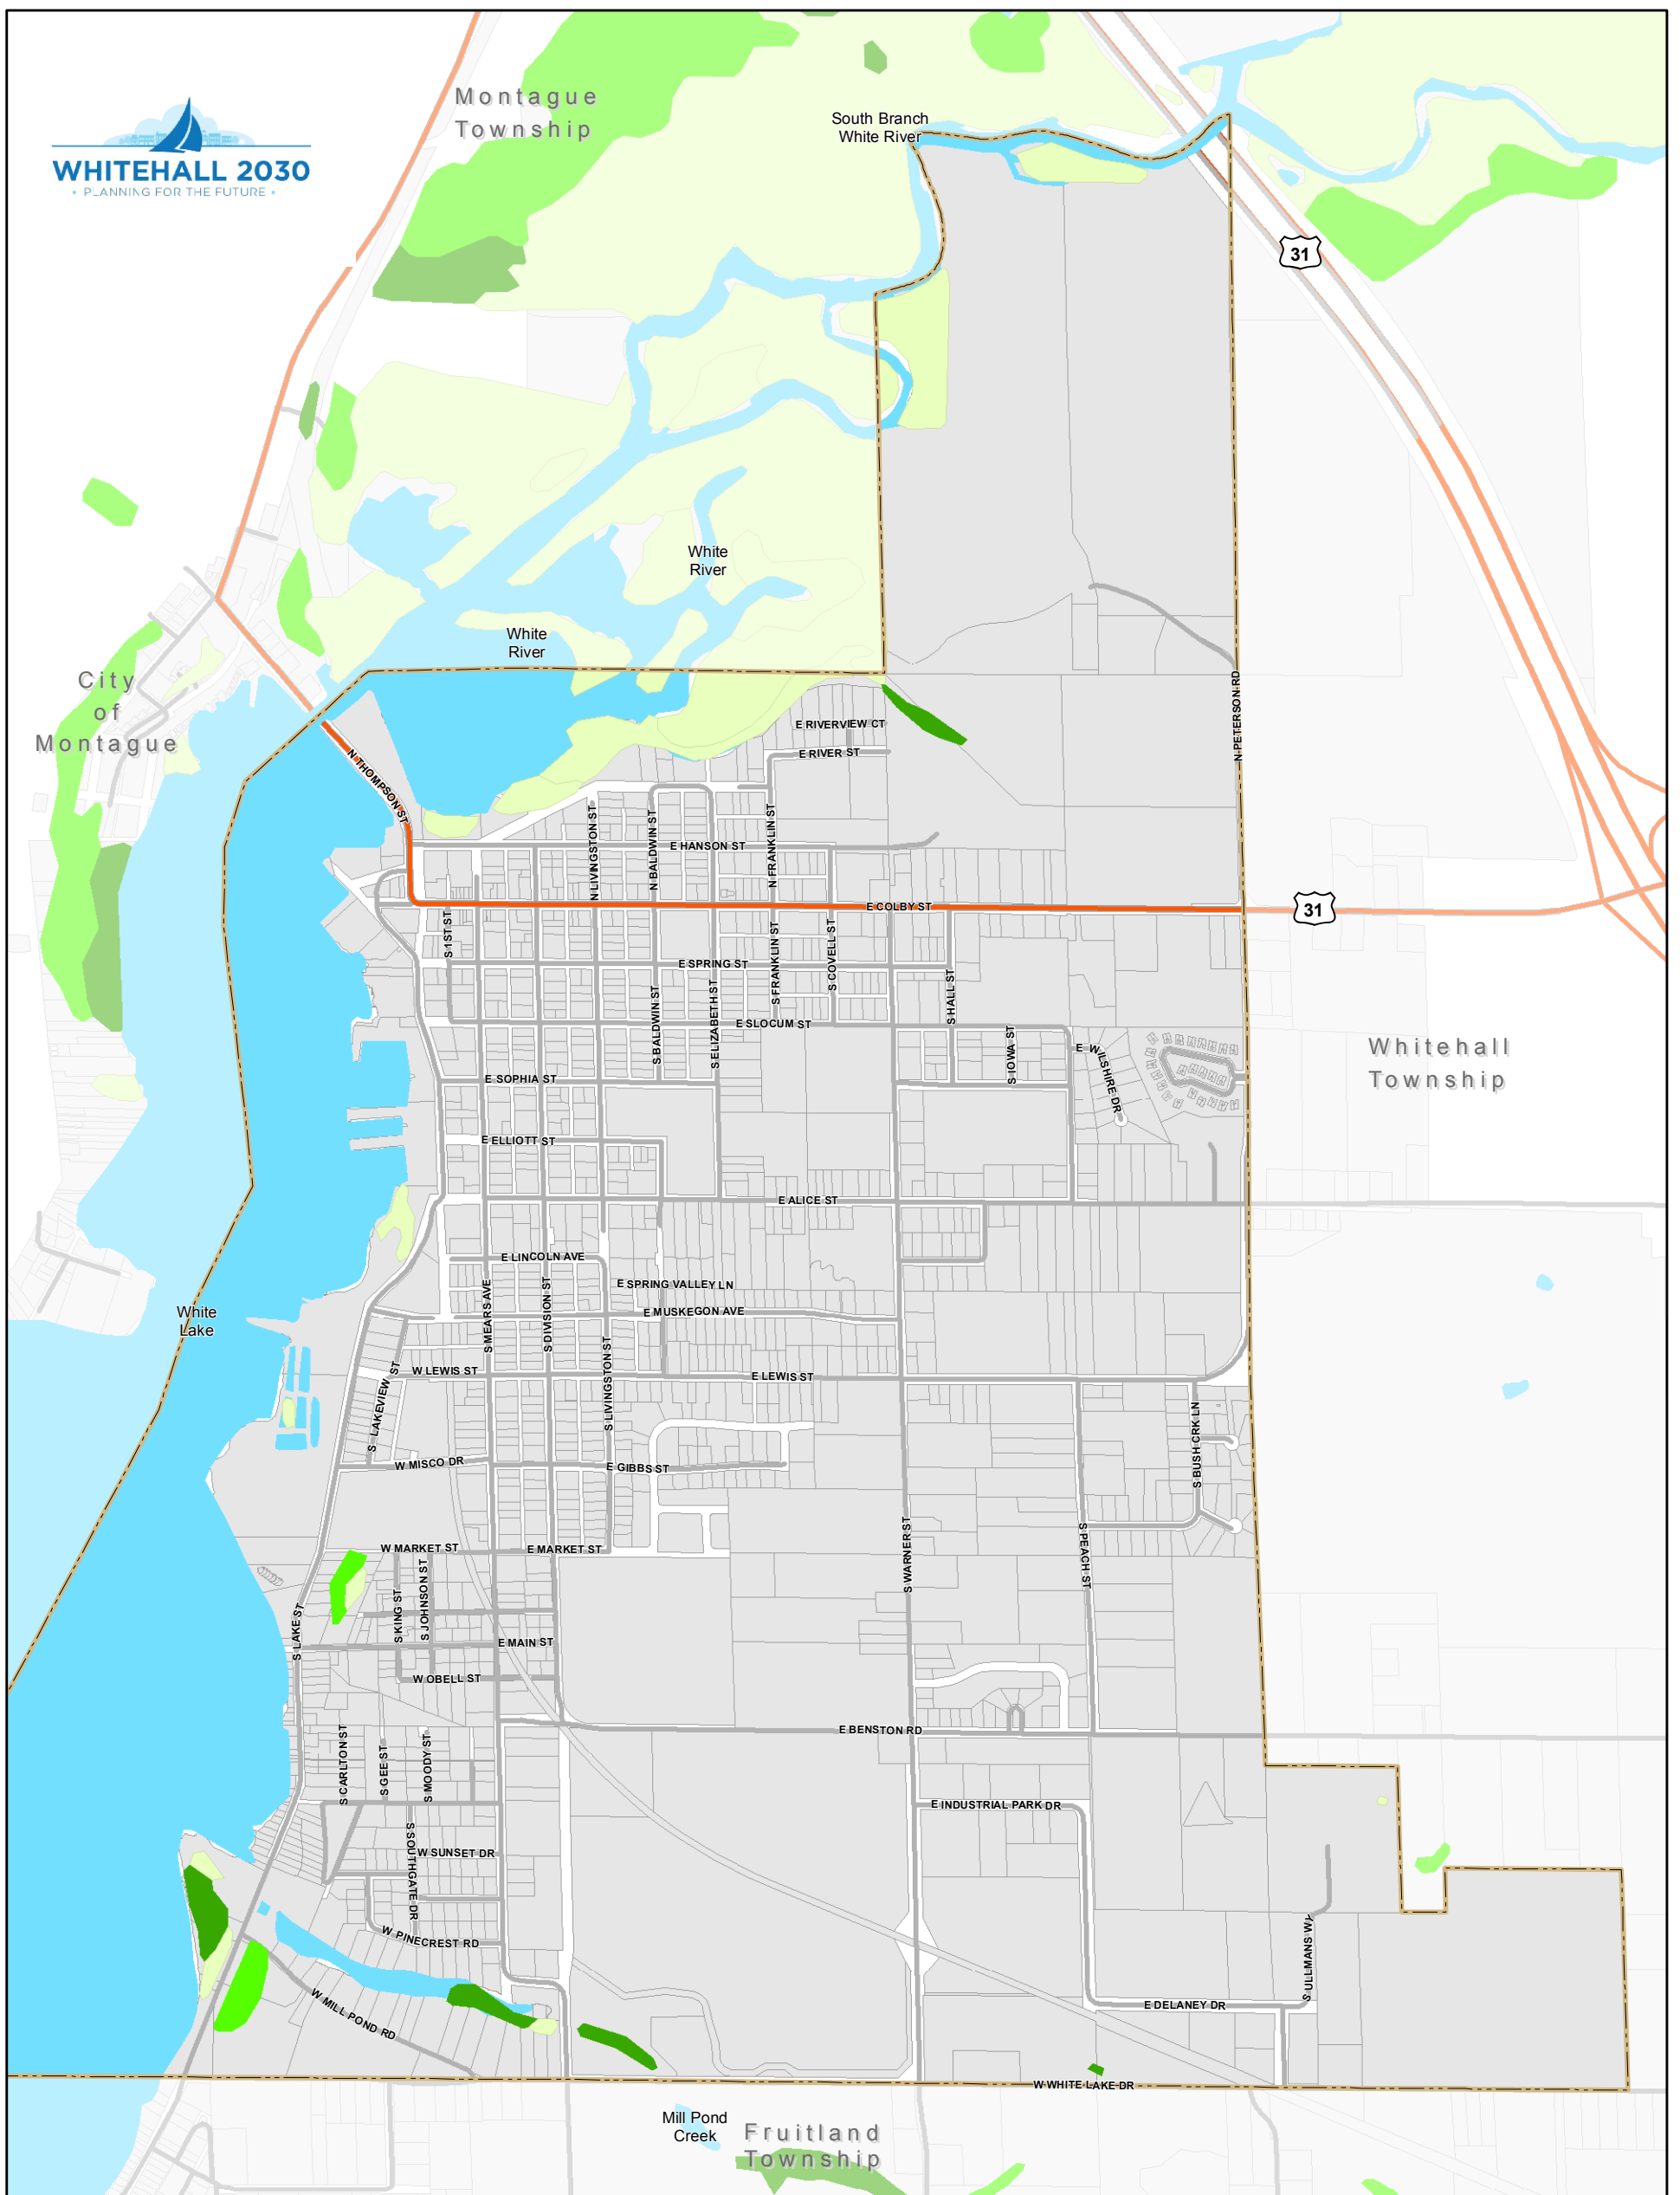 Montague
Township
South Branch
White River
WHITEHALL 2030
• PLANNING FOR THE FUTURE •
31
White
River
White
River
City
of
Montague
N PETERSON RD
E RIVERVIEW CT
E RIVER ST
N THOMPSON ST
N LIVINGSTON ST
N BALDWIN ST
N FRANKLIN ST
E HANSON ST
E COLBY ST
31
S 1ST ST
E SPRING ST
S FRANKLIN ST
S COVELL ST
S HALL ST
S BALDWIN ST
S ELIZABETH ST
E SLOCUM ST
S IOWA ST
E WILSHIRE DR
Whitehall
Township
E SOPHIA ST
E ELLIOTT ST
E ALICE ST
E LINCOLN AVE
E SPRING VALLEY LN
S MEARS AVE
S DIVISION ST
E MUSKEGON AVE
White
Lake
S LIVINGSTON ST
W LEWIS ST
E LEWIS ST
S LAKEVIEW ST
S BUSH CRK LN
W MISCO DR
E GIBBS ST
S WARNER ST
S PEACH ST
W MARKET ST
E MARKET ST
S KING ST
S JOHNSON ST
S LAKE ST
E MAIN ST
W OBELL ST
E BENSTON RD
S CARLTON ST
S GEE ST
S MOODY ST
E INDUSTRIAL PARK DR
S SOUTHGATE DR
W SUNSET DR
W PINECREST RD
S ULLMANS WY
W MILL POND RD
E DELANEY DR
W WHITE LAKE DR
Mill Pond
Creek
Fruitland
Township